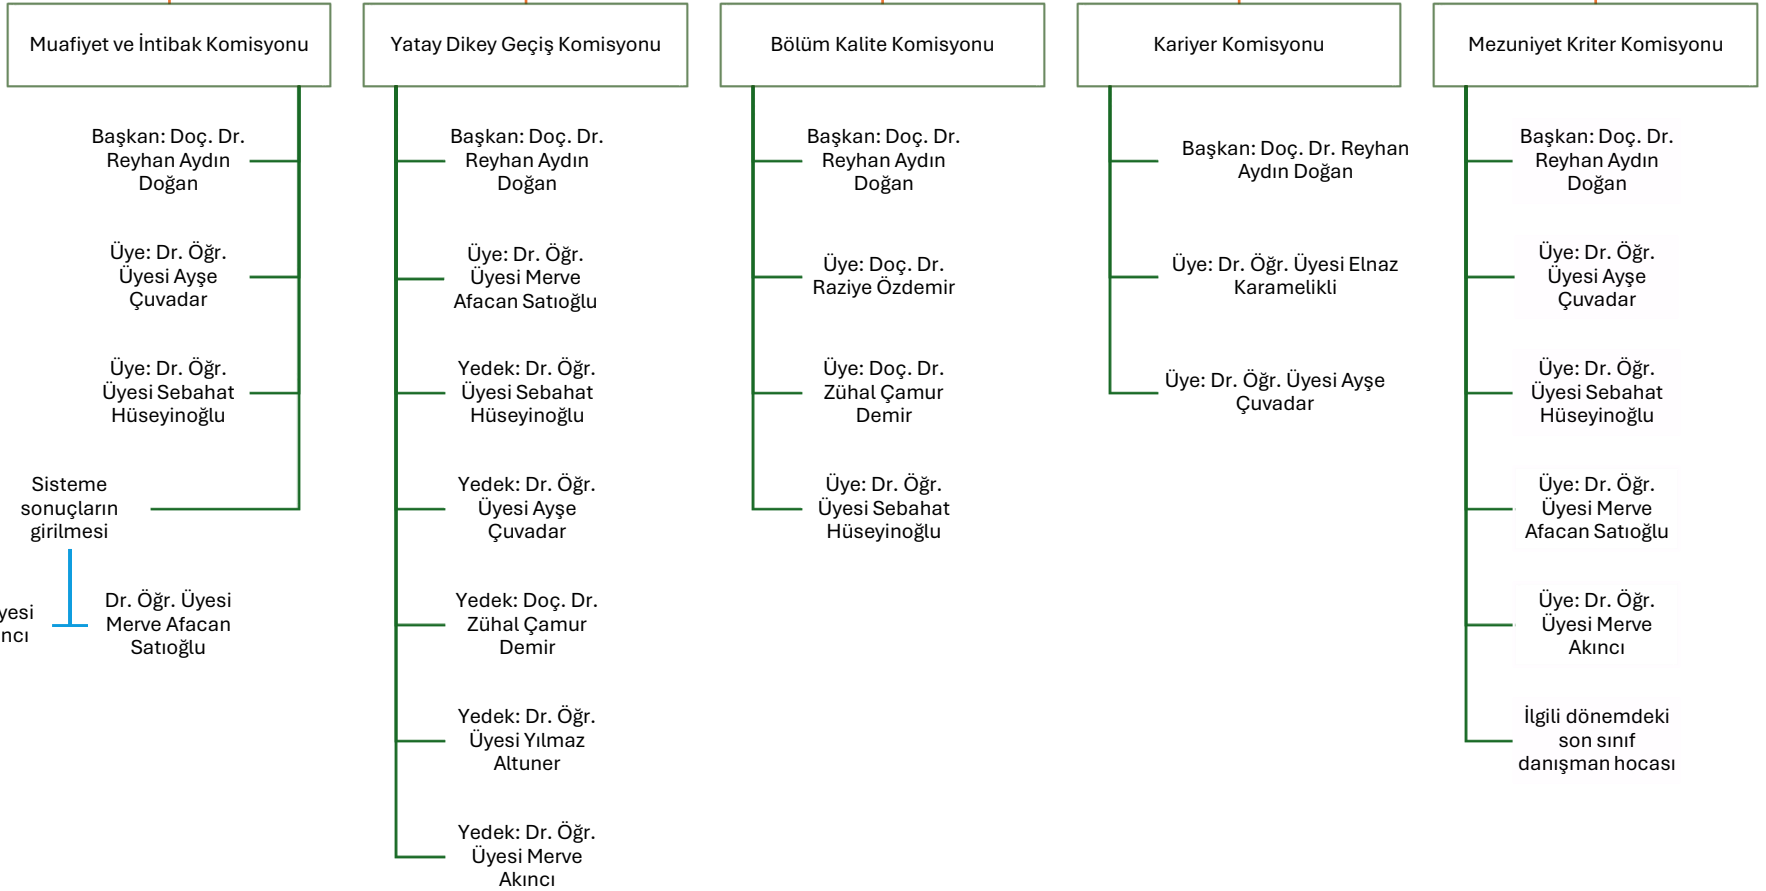 Muafiyet ve İntibak Komisyonu
Başkan: Doç. Dr.
Reyhan Aydın
Doğan
Üye: Dr. Öğr.
Üyesi Ayşe
Çuvadar
Üye: Dr. Öğr.
Üyesi Sebahat
Hüseyinoğlu
Sisteme
sonuçların
girilmesi
Dr. Öğr. Üyesi
Merve Afacan
Satıoğlu
Yatay Dikey Geçiş Komisyonu
Başkan: Doç. Dr.
Reyhan Aydın
Doğan
Üye: Dr. Öğr.
Üyesi Merve
Afacan Satıoğlu
Yedek: Dr. Öğr.
Üyesi Sebahat
Hüseyinoğlu
Yedek: Dr. Öğr.
Üyesi Ayşe
Çuvadar
Yedek: Doç. Dr.
Zühal Çamur
Demir
Yedek: Dr. Öğr.
Üyesi Yılmaz
Altuner
Yedek: Dr. Öğr.
Üyesi Merve
Akıncı
Bölüm Kalite Komisyonu
Başkan: Doç. Dr.
Reyhan Aydın
Doğan
Üye: Doç. Dr.
Raziye Özdemir
Üye: Doç. Dr.
Zühal Çamur
Demir
Üye: Dr. Öğr.
Üyesi Sebahat
Hüseyinoğlu
Kariyer Komisyonu
Başkan: Doç. Dr. Reyhan
Aydın Doğan
Üye: Dr. Öğr. Üyesi Elnaz
Karamelikli
Üye: Dr. Öğr. Üyesi Ayşe
Çuvadar
Mezuniyet Kriter Komisyonu
Başkan: Doç. Dr.
Reyhan Aydın
Doğan
Üye: Dr. Öğr.
Üyesi Ayşe
Çuvadar
Üye: Dr. Öğr.
Üyesi Sebahat
Hüseyinoğlu
Üye: Dr. Öğr.
Üyesi Merve
Afacan Satıoğlu
Üye: Dr. Öğr.
Üyesi Merve
Akıncı
İlgili dönemdeki
son sınıf
danışman hocası